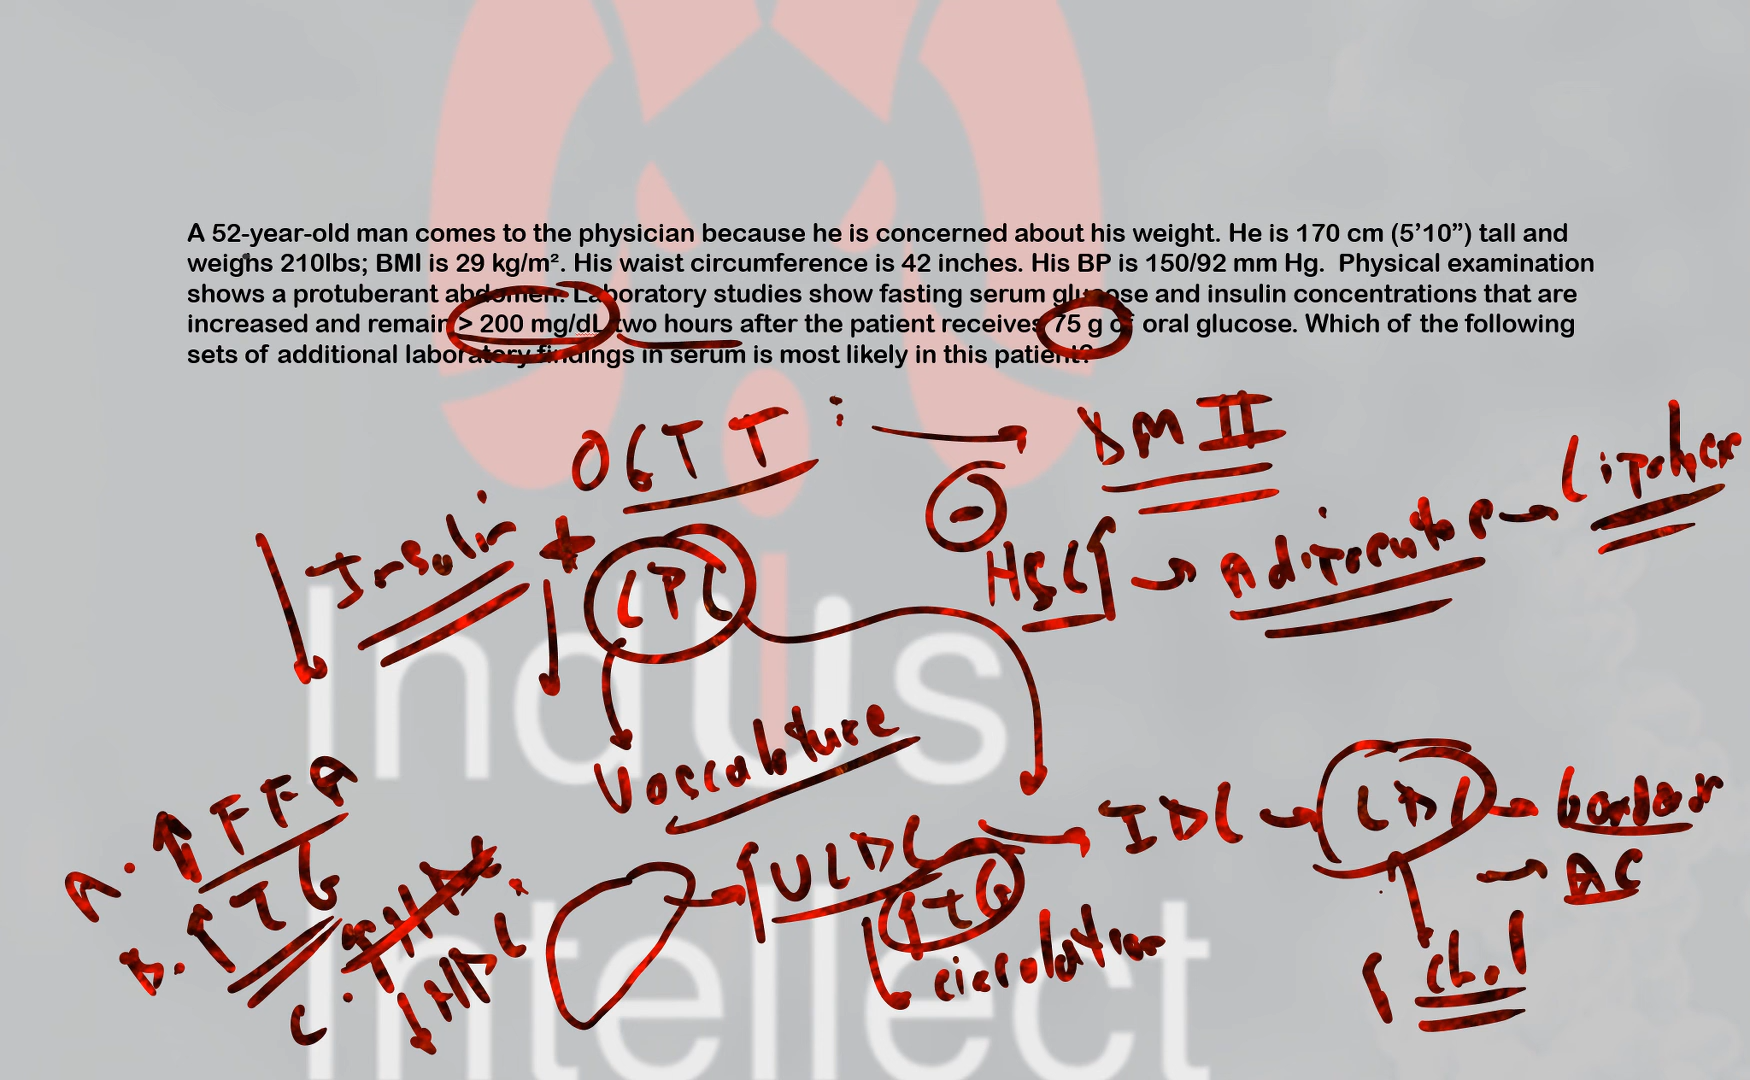 A 52-year-old man comes to the physician because he is concerned about his weight. He is 170 cm (5’10”) tall and
weighs 210lbs; BMI is 29 kg/m². His waist circumference is 42 inches. His BP is 150/92 mm Hg. Physical examination
shows a protuberant abdomen. Laboratory studies show fasting serum glucose and insulin concentrations that are
increased and remain > 200 mg/dL two hours after the patient receives 75 g of oral glucose. Which of the following
sets of additional laboratory findings in serum is most likely in this patient?
OGTT : DM II
Insulin LPL
HSL Adipocytes
Vasculature
A. ↑ FFA
VLDL IDL LDL
B. ↑ TG
C. ↓ HDL
TG
circulation
chol
IndUs
Intellect